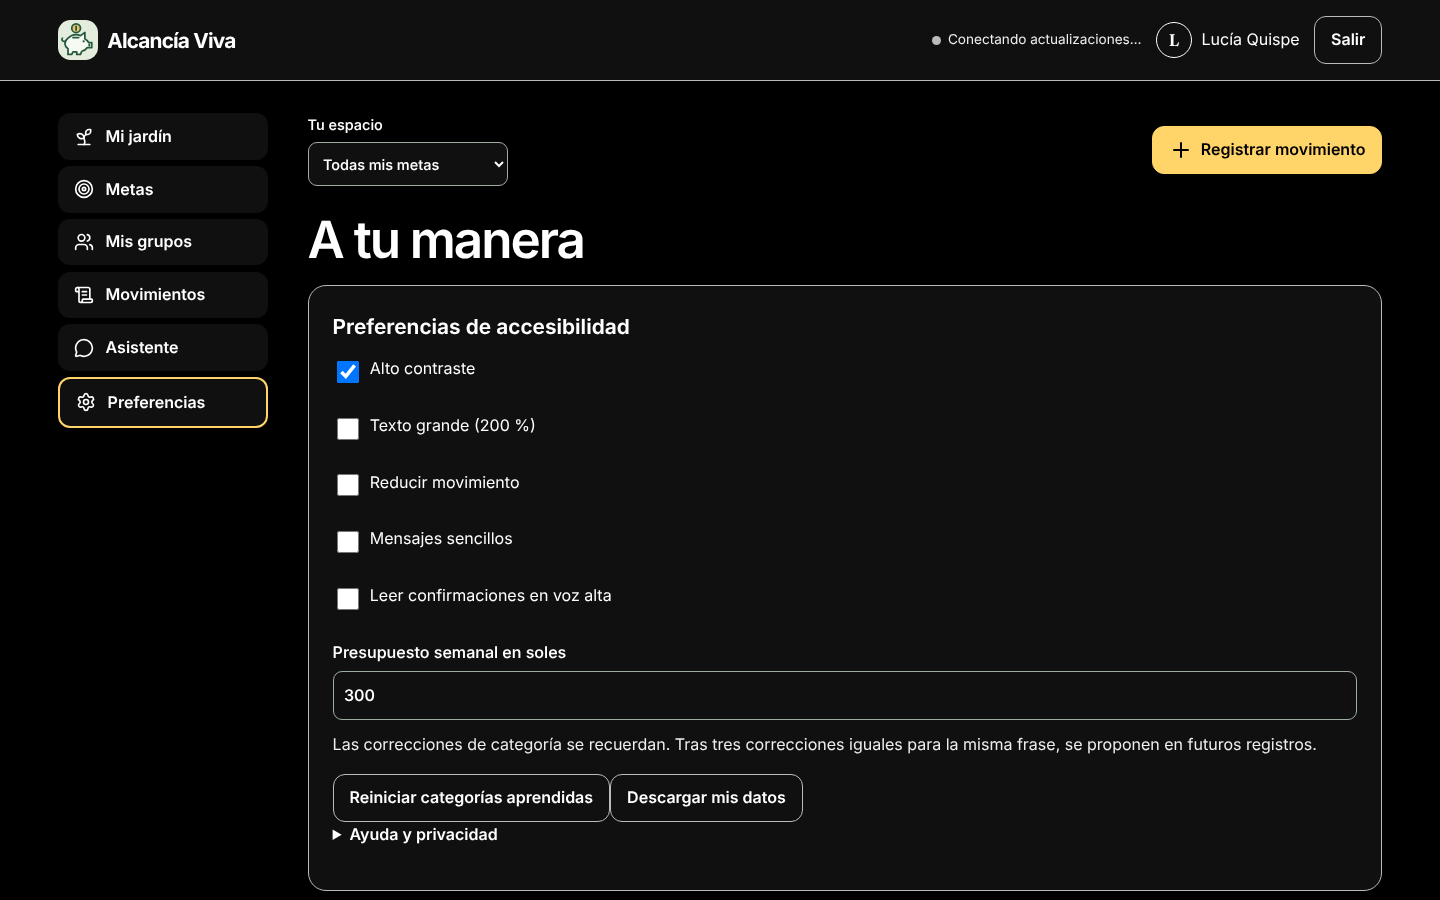 Alcancía Viva
Conectando actualizaciones...
L
Lucía Quispe
Salir
Mi jardín
Metas
Mis grupos
Movimientos
Asistente
Preferencias
Tu espacio
Todas mis metas
Registrar movimiento
A tu manera
Preferencias de accesibilidad
Alto contraste
Texto grande (200 %)
Reducir movimiento
Mensajes sencillos
Leer confirmaciones en voz alta
Presupuesto semanal en soles
300
Las correcciones de categoría se recuerdan. Tras tres correcciones iguales para la misma frase, se proponen en futuros registros.
Reiniciar categorías aprendidas
Descargar mis datos
Ayuda y privacidad